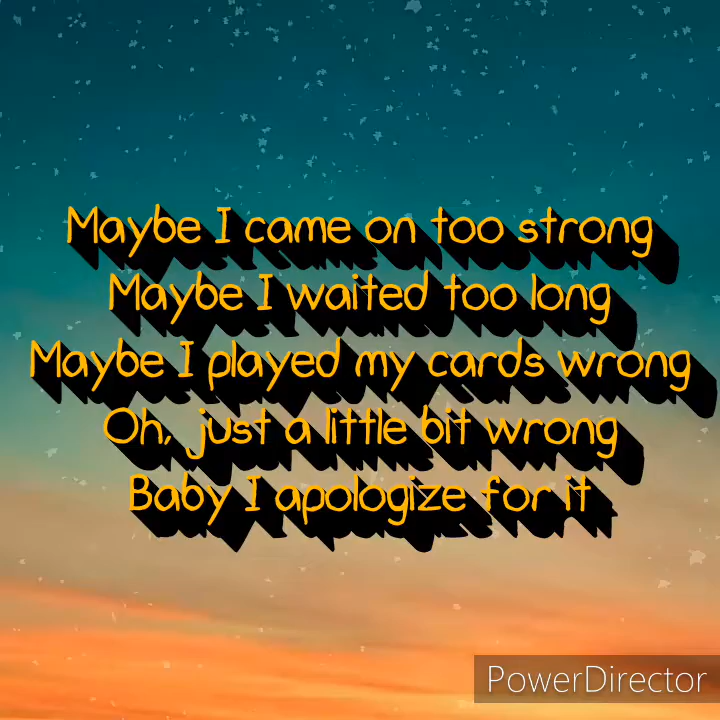 Maybe I came on too strong
Maybe I waited too long
Maybe I played my cards wrong
Oh, just a little bit wrong
Baby I apologize for it
PowerDirector